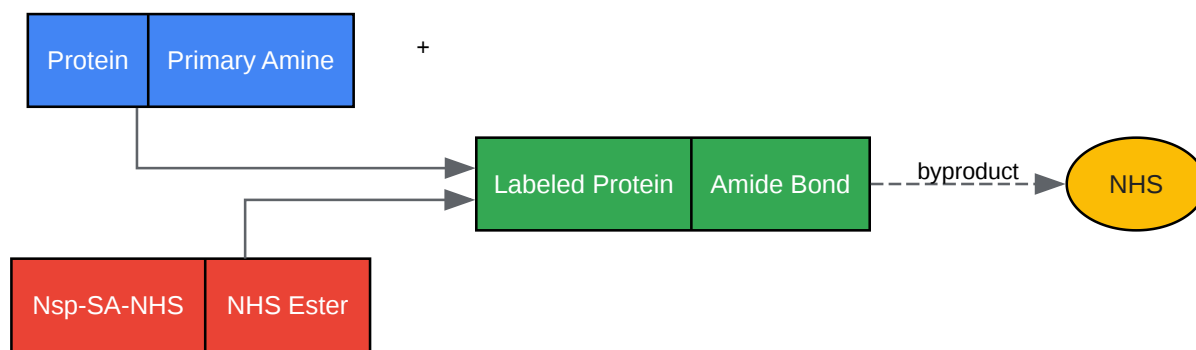 Protein
Primary Amine
+
Labeled Protein
Amide Bond
byproduct
NHS
Nsp-SA-NHS
NHS Ester